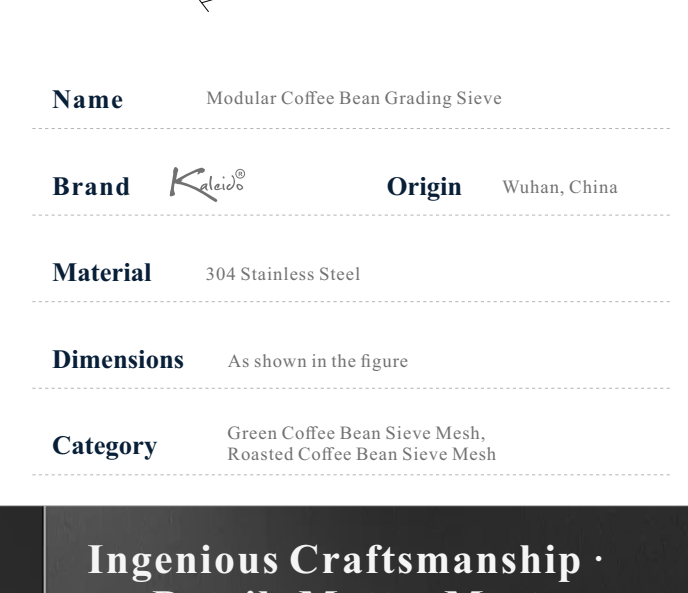 Name Modular Coffee Bean Grading Sieve
Brand Kaleido® Origin Wuhan, China
Material 304 Stainless Steel
Dimensions As shown in the figure
Category Green Coffee Bean Sieve Mesh,
Roasted Coffee Bean Sieve Mesh
Ingenious Craftsmanship ·